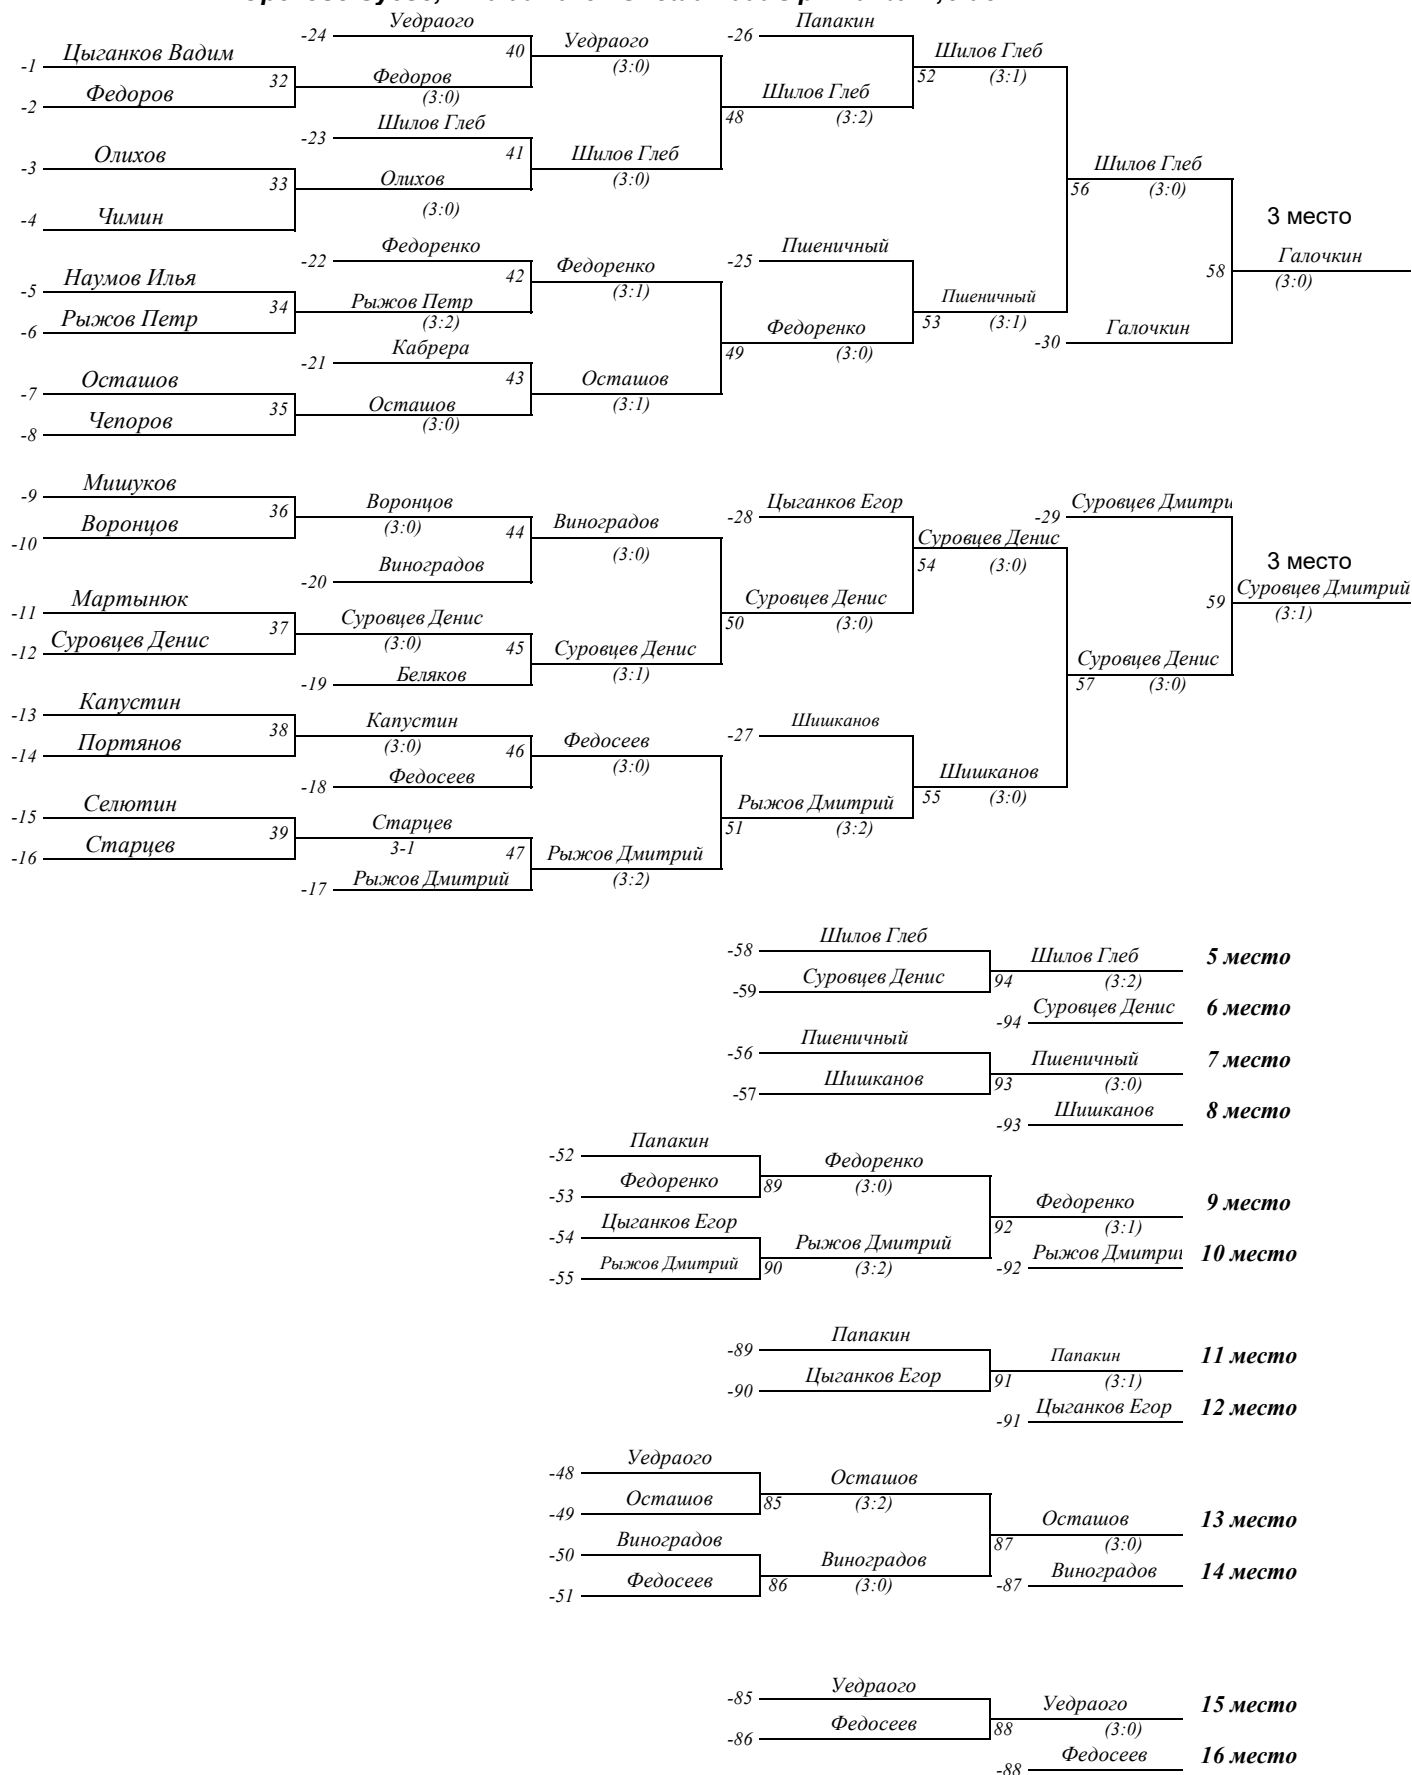 -24 Уедраого
-26 Папакин
-1 Цыганков Вадим
40 Уедраого
(3:0)
52 Шилов Глеб
(3:1)
-2 Федоров
32 Федоров
(3:0)
48 Шилов Глеб
(3:2)
-23 Шилов Глеб
-3 Олихов
41 Шилов Глеб
(3:0)
33 Олихов
(3:0)
56 Шилов Глеб
(3:0)
-4 Чимин
3 место
-22 Федоренко
-25 Пшеничный
58 Галочкин
(3:0)
-5 Наумов Илья
42 Федоренко
(3:1)
-6 Рыжов Петр
34 Рыжов Петр
(3:2)
53 Пшеничный
(3:1)
49 Федоренко
(3:0)
-30 Галочкин
-21 Кабрера
-7 Осташов
43 Осташов
(3:1)
35 Осташов
(3:0)
-8 Чепоров
-9 Мишуков
36 Воронцов
(3:0)
-28 Цыганков Егор
-29 Суровцев Дмитри
-10 Воронцов
44 Виноградов
(3:0)
54 Суровцев Денис
(3:0)
-20 Виноградов
3 место
-11 Мартынюк
50 Суровцев Денис
(3:0)
59 Суровцев Дмитрий
(3:1)
37 Суровцев Денис
(3:0)
-12 Суровцев Денис
45 Суровцев Денис
(3:1)
57 Суровцев Денис
(3:0)
-19 Беляков
-13 Капустин
38 Капустин
(3:0)
-27 Шишканов
-14 Портянов
46 Федосеев
(3:0)
-18 Федосеев
55 Шишканов
(3:0)
-15 Селютин
51 Рыжов Дмитрий
(3:2)
39 Старцев
3-1
-16 Старцев
47 Рыжов Дмитрий
(3:2)
-17 Рыжов Дмитрий
-58 Шилов Глеб
94 Шилов Глеб 5 место
(3:2)
-59 Суровцев Денис
-94 Суровцев Денис 6 место
-56 Пшеничный
93 Пшеничный 7 место
(3:0)
-57 Шишканов
-93 Шишканов 8 место
-52 Папакин
89 Федоренко
(3:0)
-53 Федоренко
92 Федоренко 9 место
(3:1)
-54 Цыганков Егор
90 Рыжов Дмитрий
(3:2)
-92 Рыжов Дмитри 10 место
-55 Рыжов Дмитрий
-89 Папакин
91 Папакин 11 место
(3:1)
-90 Цыганков Егор
-91 Цыганков Егор 12 место
-48 Уедраого
85 Осташов
(3:2)
-49 Осташов
87 Осташов 13 место
(3:0)
-50 Виноградов
86 Виноградов
(3:0)
-87 Виноградов 14 место
-51 Федосеев
-85 Уедраого
88 Уедраого 15 место
(3:0)
-86 Федосеев
-88 Федосеев 16 место